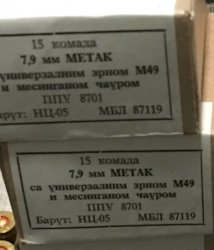 15 комада
7,9 мм МЕТАК
са универзалним зрном М49
и месинганом чауром
ППУ 8701
Барут: НЦ-05 МБЛ 87119
15 комада
7,9 мм МЕТАК
са универзалним зрном М49
и месинганом чауром
ППУ 8701
Барут: НЦ-05 МБЛ 87119